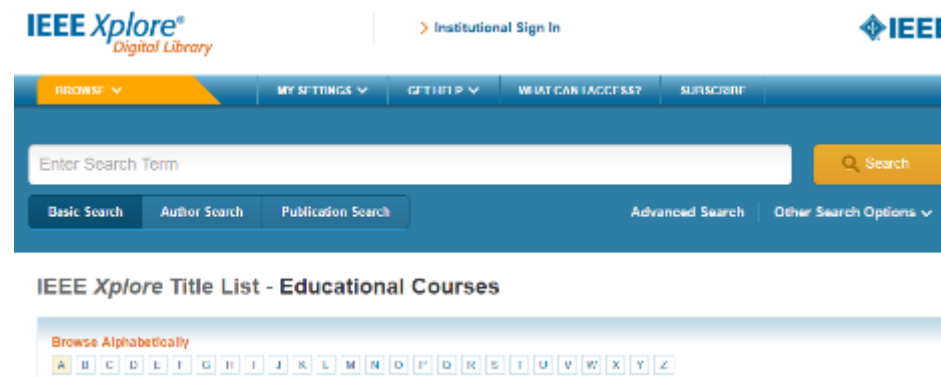 IEEE Xplore®
Digital Library
> Institutional Sign In
IEEE
BROWSE
MY SETTINGS
GET HELP
WHAT CAN I ACCESS?
SUBSCRIBE
Enter Search Term
Search
Basic Search
Author Search
Publication Search
Advanced Search
Other Search Options
IEEE Xplore Title List - Educational Courses
Browse Alphabetically
A B C D E F G H I J K L M N O P Q R S T U V W X Y Z